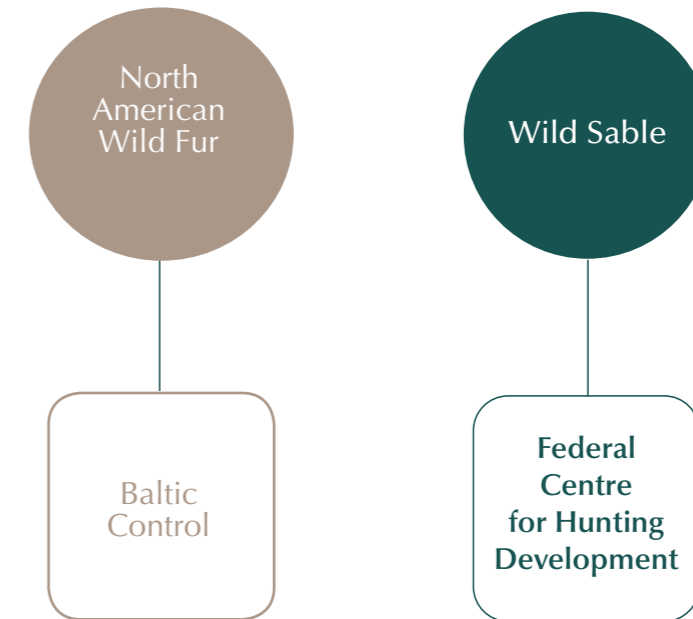 North
American
Wild Fur
Wild Sable
Baltic
Control
Federal
Centre
for Hunting
Development